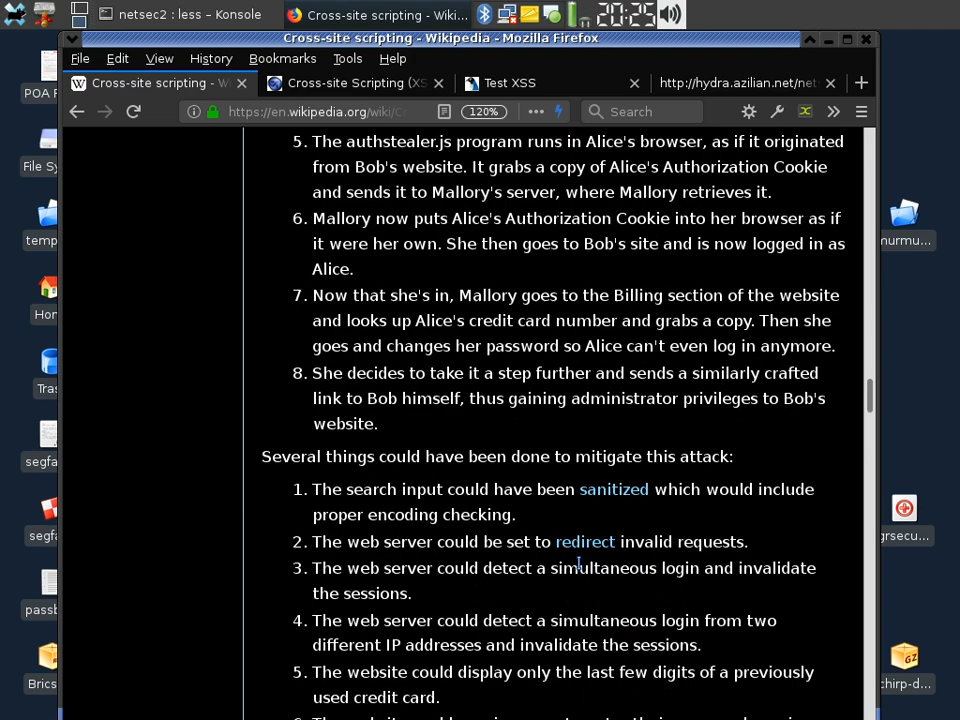 netsec2 : less – Konsole
Cross-site scripting - Wiki...
20:25
Cross-site scripting - Wikipedia - Mozilla Firefox
File Edit View History Bookmarks Tools Help
Cross-site scripting - W
Cross-site Scripting (XS
Test XSS
http://hydra.azilian.net/net
https://en.wikipedia.org/wiki/C
120%
Search
5. The authstealer.js program runs in Alice's browser, as if it originated
from Bob's website. It grabs a copy of Alice's Authorization Cookie
and sends it to Mallory's server, where Mallory retrieves it.
6. Mallory now puts Alice's Authorization Cookie into her browser as if
it were her own. She then goes to Bob's site and is now logged in as
Alice.
7. Now that she's in, Mallory goes to the Billing section of the website
and looks up Alice's credit card number and grabs a copy. Then she
goes and changes her password so Alice can't even log in anymore.
8. She decides to take it a step further and sends a similarly crafted
link to Bob himself, thus gaining administrator privileges to Bob's
website.
Several things could have been done to mitigate this attack:
1. The search input could have been sanitized which would include
proper encoding checking.
2. The web server could be set to redirect invalid requests.
3. The web server could detect a simultaneous login and invalidate
the sessions.
4. The web server could detect a simultaneous login from two
different IP addresses and invalidate the sessions.
5. The website could display only the last few digits of a previously
used credit card.
POA
File Sy
temp
Hom
Tras
segfa
segfa
passb
Brics
murmu...
grsecur
chirp-d...
GZ